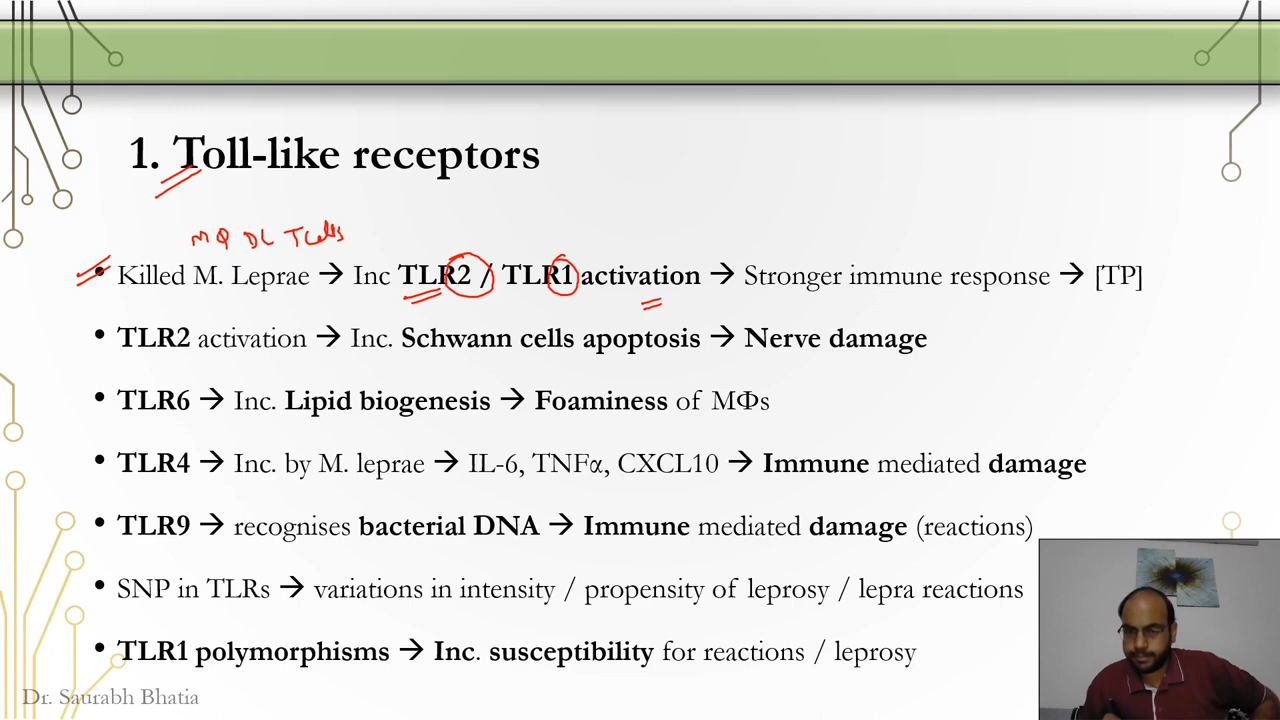 1. Toll-like receptors
MΦ DC T Cells
• Killed M. Leprae → Inc TLR2 / TLR1 activation → Stronger immune response → [TP]
• TLR2 activation → Inc. Schwann cells apoptosis → Nerve damage
• TLR6 → Inc. Lipid biogenesis → Foaminess of MΦs
• TLR4 → Inc. by M. leprae → IL-6, TNFα, CXCL10 → Immune mediated damage
• TLR9 → recognises bacterial DNA → Immune mediated damage (reactions)
• SNP in TLRs → variations in intensity / propensity of leprosy / lepra reactions
• TLR1 polymorphisms → Inc. susceptibility for reactions / leprosy
Dr. Saurabh Bhatia